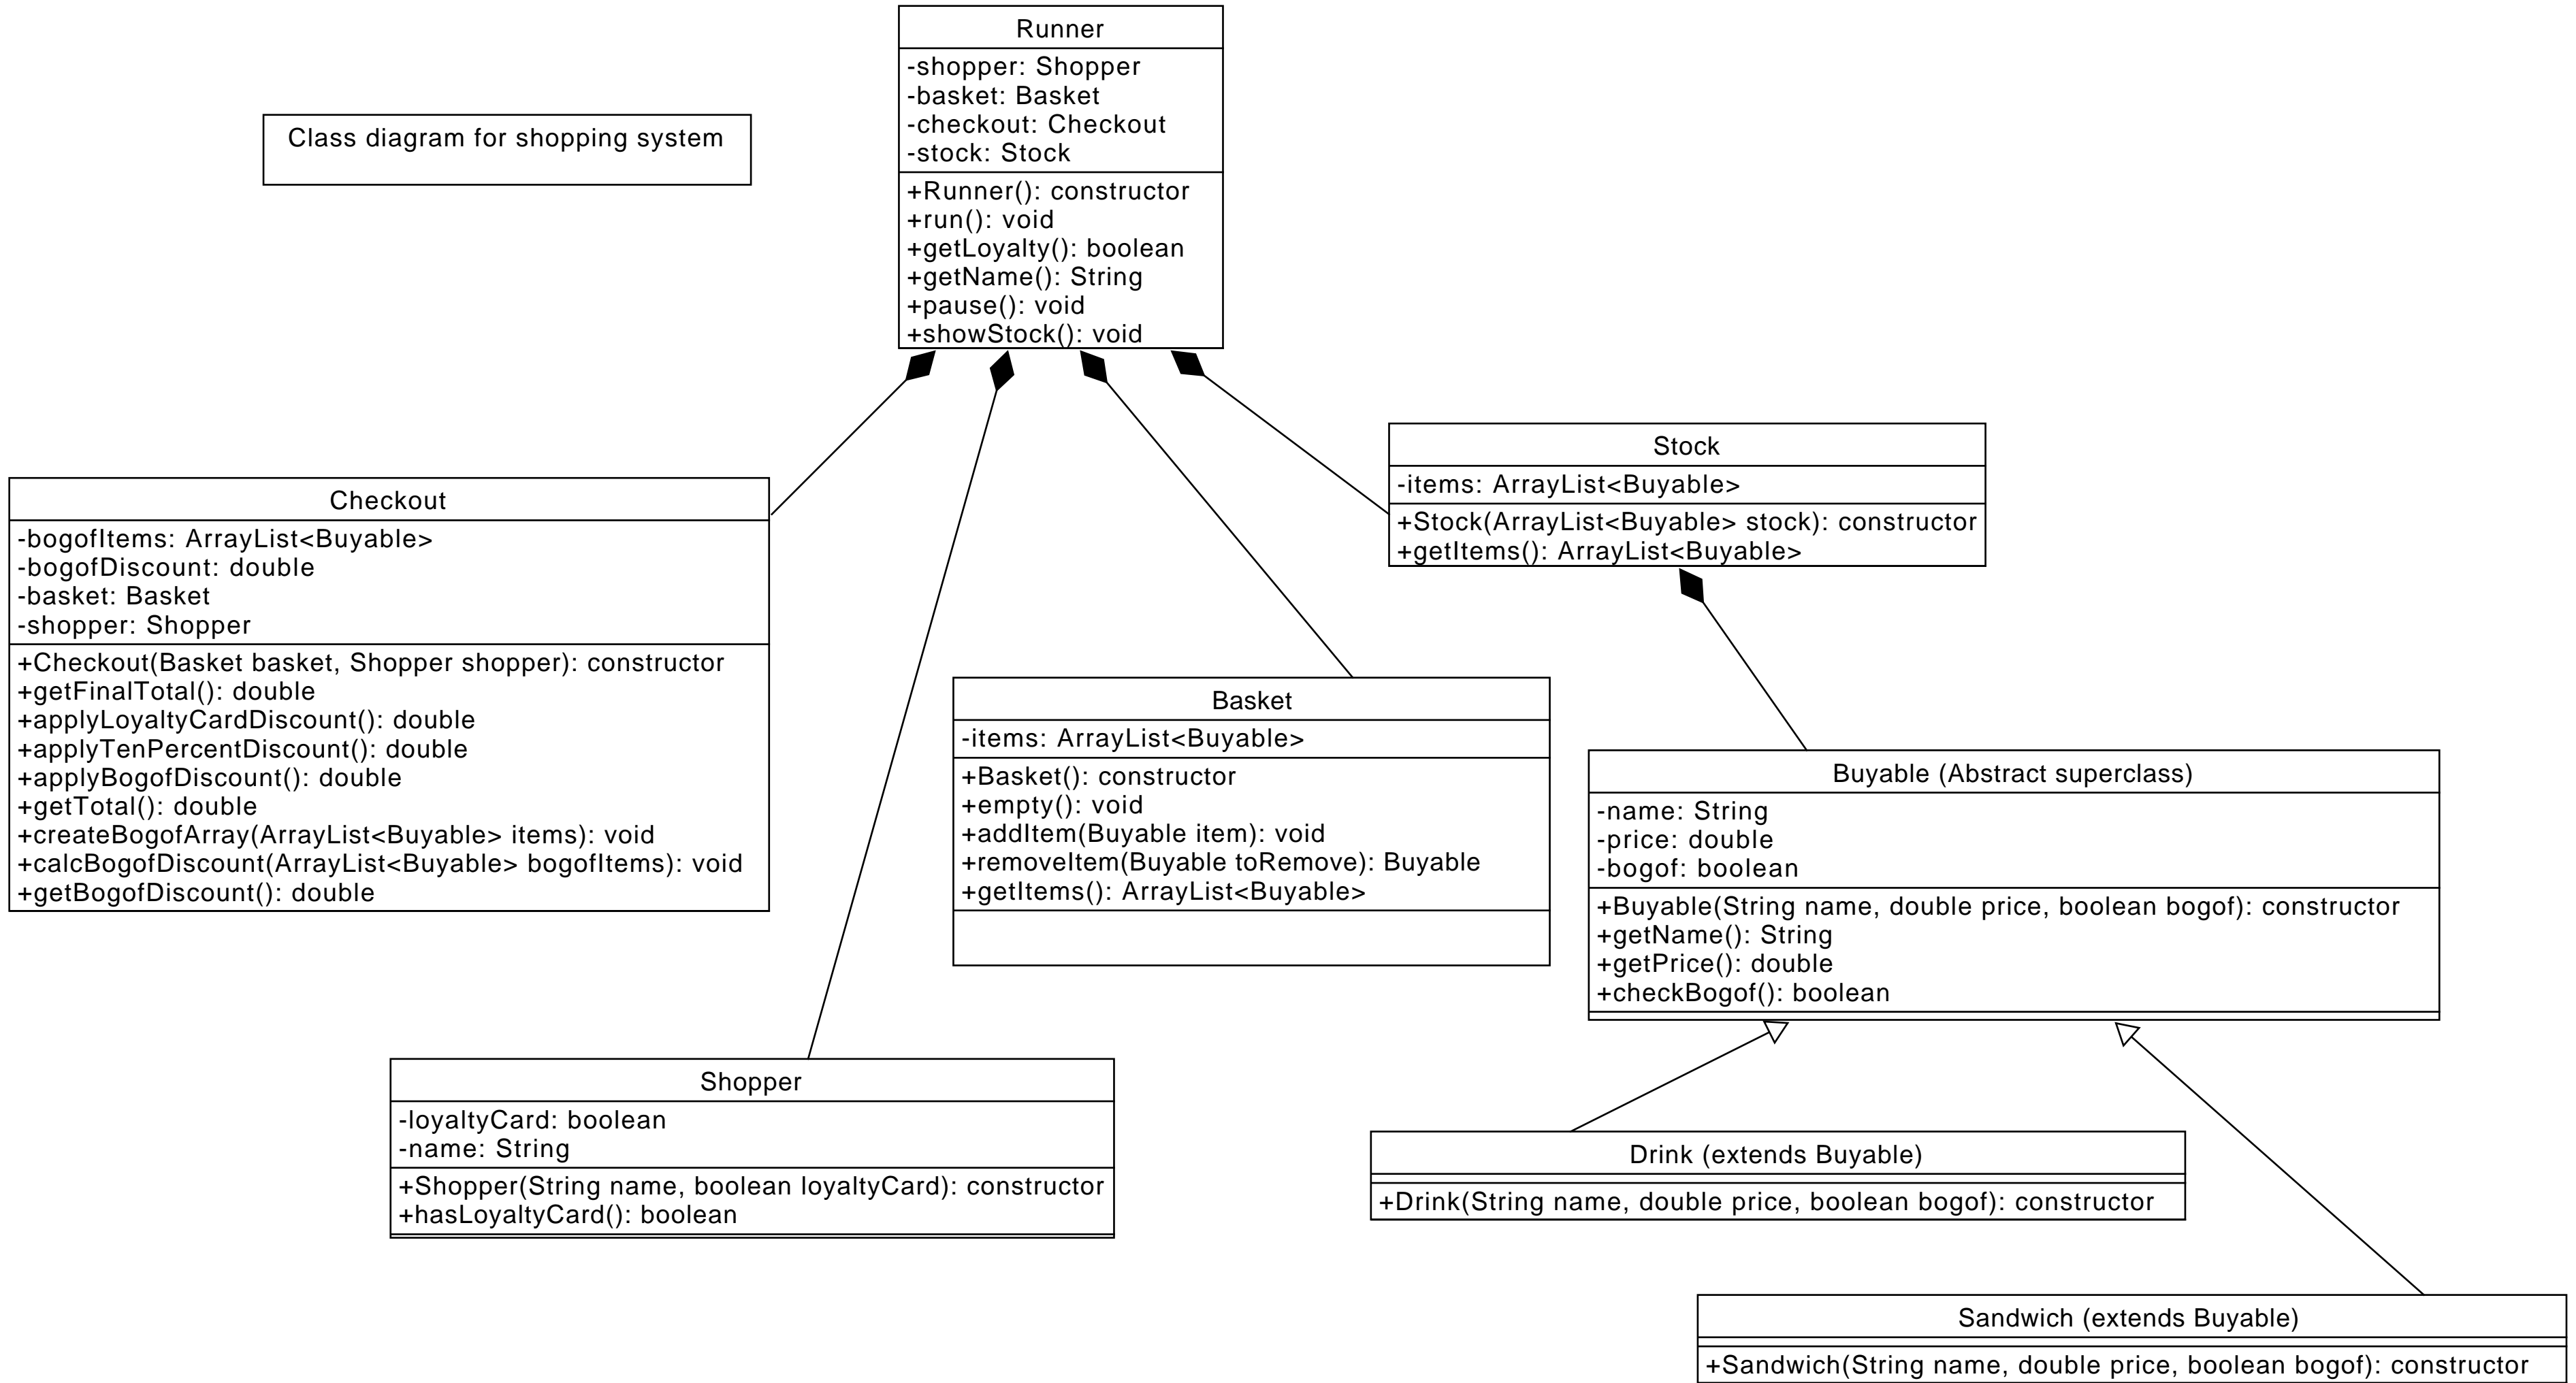 Runner
-shopper: Shopper
-basket: Basket
-checkout: Checkout
-stock: Stock
+Runner(): constructor
+run(): void
+getLoyalty(): boolean
+getName(): String
+pause(): void
+showStock(): void
Class diagram for shopping system
Checkout
-bogofItems: ArrayList<Buyable>
-bogofDiscount: double
-basket: Basket
-shopper: Shopper
+Checkout(Basket basket, Shopper shopper): constructor
+getFinalTotal(): double
+applyLoyaltyCardDiscount(): double
+applyTenPercentDiscount(): double
+applyBogofDiscount(): double
+getTotal(): double
+createBogofArray(ArrayList<Buyable> items): void
+calcBogofDiscount(ArrayList<Buyable> bogofItems): void
+getBogofDiscount(): double
Stock
-items: ArrayList<Buyable>
+Stock(ArrayList<Buyable> stock): constructor
+getItems(): ArrayList<Buyable>
Basket
-items: ArrayList<Buyable>
+Basket(): constructor
+empty(): void
+addItem(Buyable item): void
+removeItem(Buyable toRemove): Buyable
+getItems(): ArrayList<Buyable>
Buyable (Abstract superclass)
-name: String
-price: double
-bogof: boolean
+Buyable(String name, double price, boolean bogof): constructor
+getName(): String
+getPrice(): double
+checkBogof(): boolean
Shopper
-loyaltyCard: boolean
-name: String
+Shopper(String name, boolean loyaltyCard): constructor
+hasLoyaltyCard(): boolean
Drink (extends Buyable)
+Drink(String name, double price, boolean bogof): constructor
Sandwich (extends Buyable)
+Sandwich(String name, double price, boolean bogof): constructor